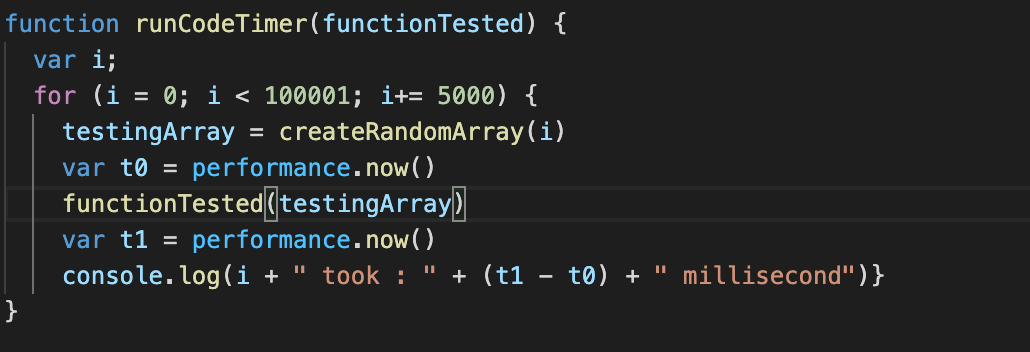 function runCodeTimer(functionTested) {
  var i;
  for (i = 0; i < 100001; i+= 5000) {
    testingArray = createRandomArray(i)
    var t0 = performance.now()
    functionTested(testingArray)
    var t1 = performance.now()
    console.log(i + " took : " + (t1 - t0) + " millisecond")}
}